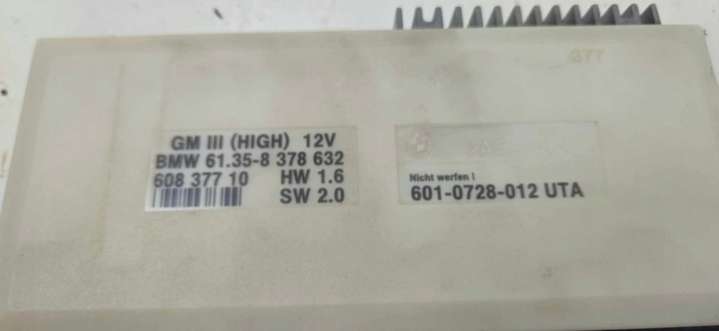 377
GM III (HIGH) 12V
BMW 61.35-8 378 632
608 377 10 HW 1.6
SW 2.0
Nicht werfen !
601-0728-012 UTA